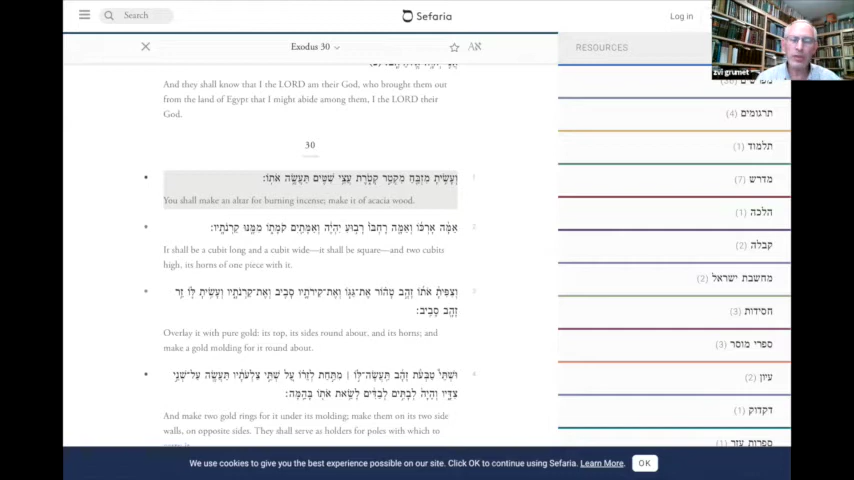 Search
Sefaria
Log in
Exodus 30
RESOURCES
zvi grumet
And they shall know that I the LORD am their God, who brought them out
from the land of Egypt that I might abide among them, I the LORD their
God.
30
1
וְעָשִׂ֥יתָ מִזְבֵּ֖חַ מִקְטַ֣ר קְטֹ֑רֶת עֲצֵ֥י שִׁטִּ֖ים תַּעֲשֶׂ֥ה אֹתֽוֹ׃
You shall make an altar for burning incense; make it of acacia wood.
2
אַמָּ֨ה אׇרְכּ֜וֹ וְאַמָּ֤ה רׇחְבּוֹ֙ רָב֣וּעַ יִהְיֶ֔ה וְאַמָּתַ֖יִם קֹמָת֑וֹ מִמֶּ֖נּוּ קַרְנֹתָֽיו׃
It shall be a cubit long and a cubit wide—it shall be square—and two cubits
high, its horns of one piece with it.
3
וְצִפִּיתָ֨ אֹת֜וֹ זָהָ֣ב טָה֗וֹר אֶת־גַּגּ֧וֹ וְאֶת־קִירֹתָ֛יו סָבִ֖יב וְאֶת־קַרְנֹתָ֑יו וְעָשִׂ֥יתָ לּ֛וֹ זֵ֥ר
זָהָ֖ב סָבִֽיב׃
Overlay it with pure gold: its top, its sides round about, and its horns; and
make a gold molding for it round about.
4
וּשְׁתֵּי֩ טַבְּעֹ֨ת זָהָ֜ב תַּֽעֲשֶׂה־לּ֣וֹ ׀ מִתַּ֣חַת לְזֵר֗וֹ עַ֚ל שְׁתֵּ֣י צַלְעֹתָ֔יו תַּעֲשֶׂ֖ה עַל־שְׁנֵ֣י
צִדָּ֑יו וְהָיָה֙ לְבָתִּ֣ים לְבַדִּ֔ים לָשֵׂ֥את אֹת֖וֹ בָּהֵֽמָּה׃
And make two gold rings for it under its molding; make them on its two side
walls, on opposite sides. They shall serve as holders for poles with which to
תרגומים (4)
תלמוד (1)
מדרש (7)
הלכה (1)
קבלה (2)
מחשבת ישראל (2)
חסידות (3)
ספרי מוסר (3)
עיון (2)
דקדוק (1)
ספרות עזר (1)
We use cookies to give you the best experience possible on our site. Click OK to continue using Sefaria. Learn More. OK